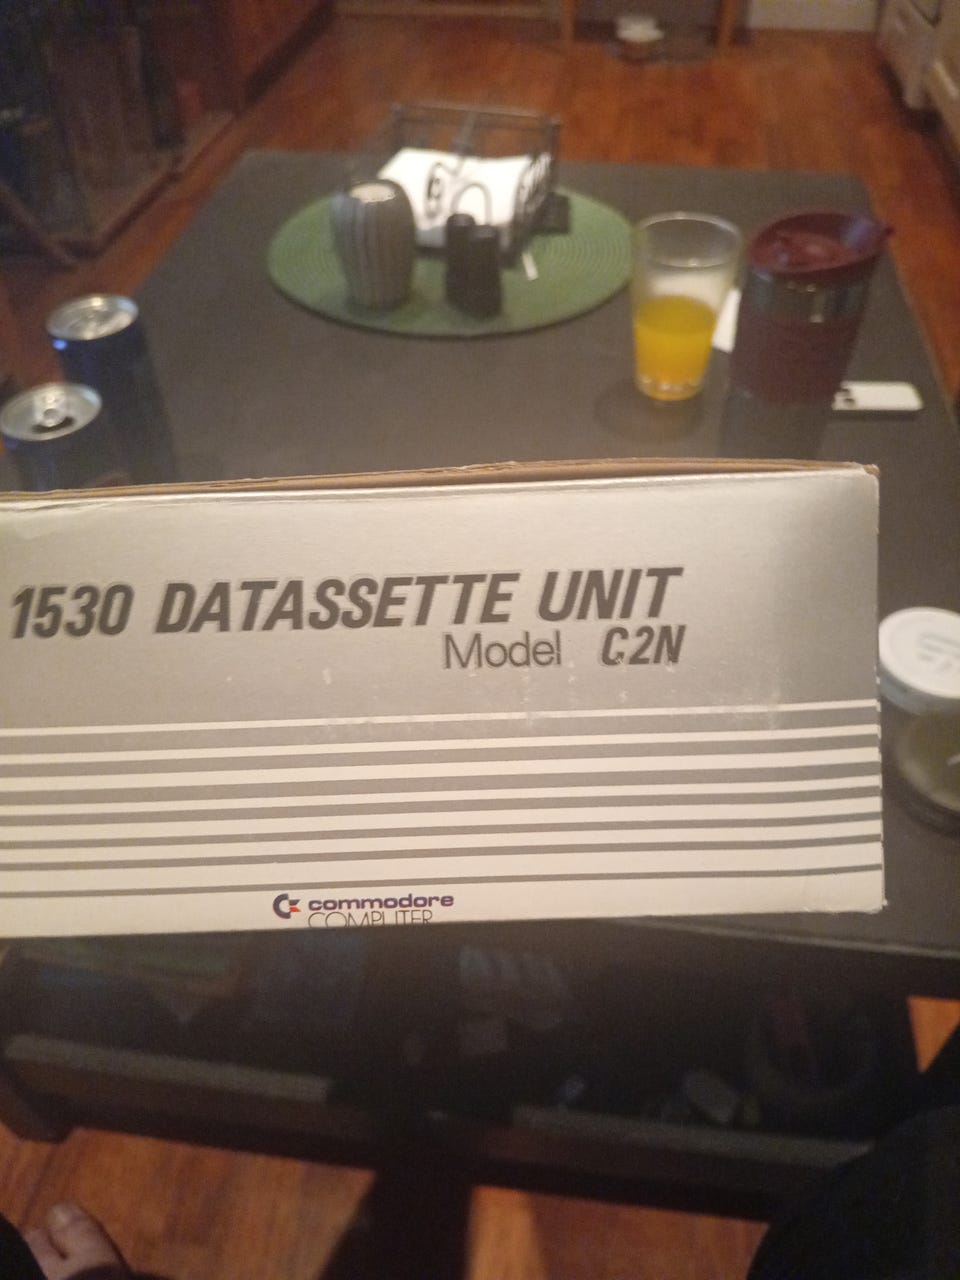 1530 DATASSETTE UNIT
Model C2N
commodore
COMPUTER